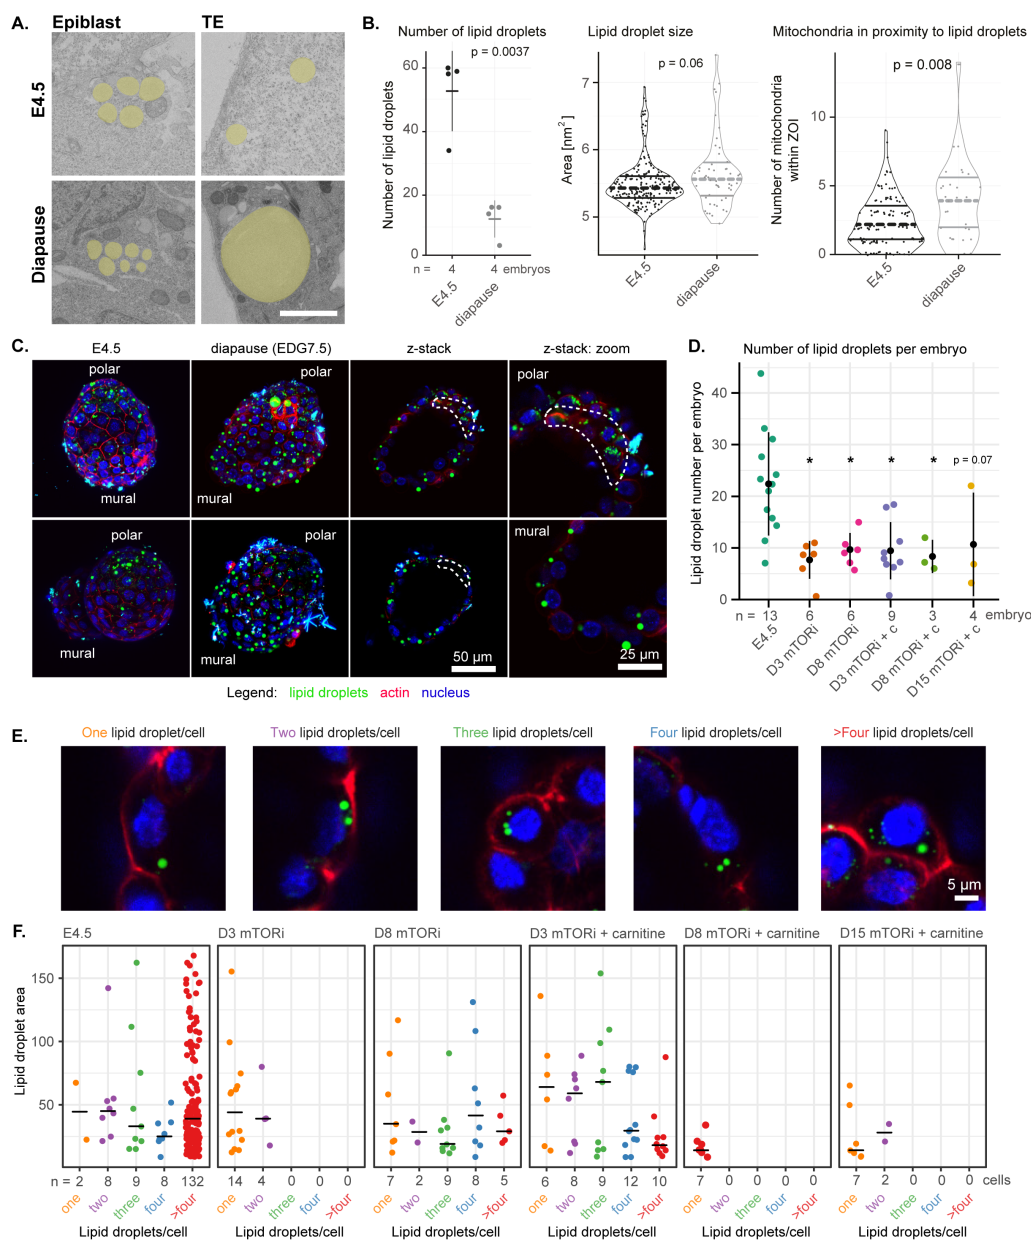 A.
Epiblast
TE
E4.5
Diapause
B.
Number of lipid droplets
p = 0.0037
Number of lipid droplets
60
40
20
0
n =
4
4
embryos
E4.5
diapause
Lipid droplet size
p = 0.06
Area [nm²]
7
6
5
E4.5
diapause
Mitochondria in proximity to lipid droplets
p = 0.008
Number of mitochondria
within ZOI
10
5
0
E4.5
diapause
C.
E4.5
diapause (EDG7.5)
z-stack
z-stack: zoom
polar
mural
polar
mural
polar
polar
mural
polar
mural
mural
50 µm
25 µm
Legend: lipid droplets actin nucleus
D.
Number of lipid droplets per embryo
Lipid droplet number per embryo
40
30
20
10
0
* * * * p = 0.07
n = 13 6 6 9 3 4 embryo
E4.5
D3 mTORi
D8 mTORi
D3 mTORi + c
D8 mTORi + c
D15 mTORi + c
E.
One lipid droplet/cell
Two lipid droplets/cell
Three lipid droplets/cell
Four lipid droplets/cell
>Four lipid droplets/cell
5 µm
F.
E4.5
D3 mTORi
D8 mTORi
D3 mTORi + carnitine
D8 mTORi + carnitine
D15 mTORi + carnitine
Lipid droplet area
150
100
50
n = 2 8 9 8 132
14 4 0 0 0
7 2 9 8 5
6 8 9 12 10
7 0 0 0 0
7 2 0 0 0 cells
one two three four >four
one two three four >four
one two three four >four
one two three four >four
one two three four >four
one two three four >four
Lipid droplets/cell
Lipid droplets/cell
Lipid droplets/cell
Lipid droplets/cell
Lipid droplets/cell
Lipid droplets/cell